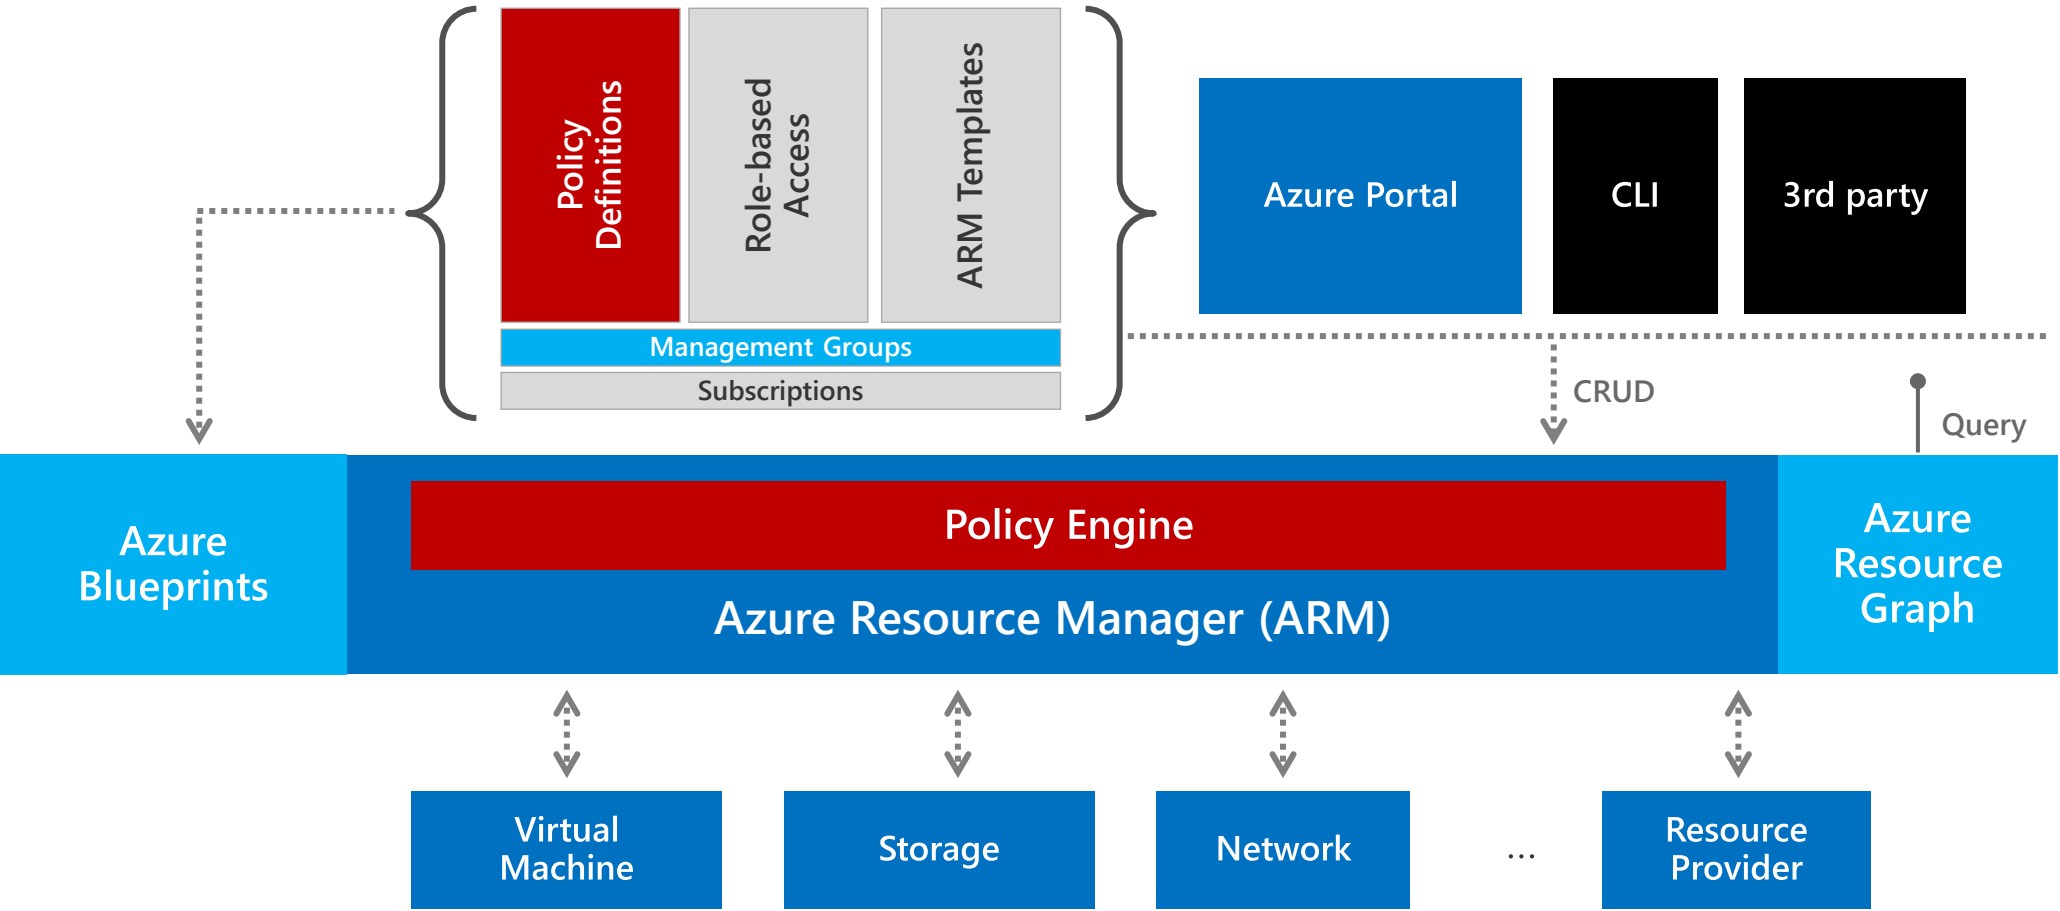 Policy
Definitions
Role-based
Access
ARM Templates
Management Groups
Subscriptions
Azure Portal
CLI
3rd party
CRUD
Query
Azure
Blueprints
Policy Engine
Azure Resource Manager (ARM)
Azure
Resource
Graph
Virtual
Machine
Storage
Network
...
Resource
Provider